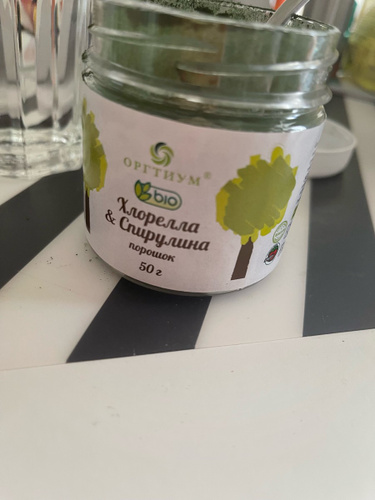 ОРГТИУМ®
bio
Хлорелла
& Спирулина
порошок
50 г